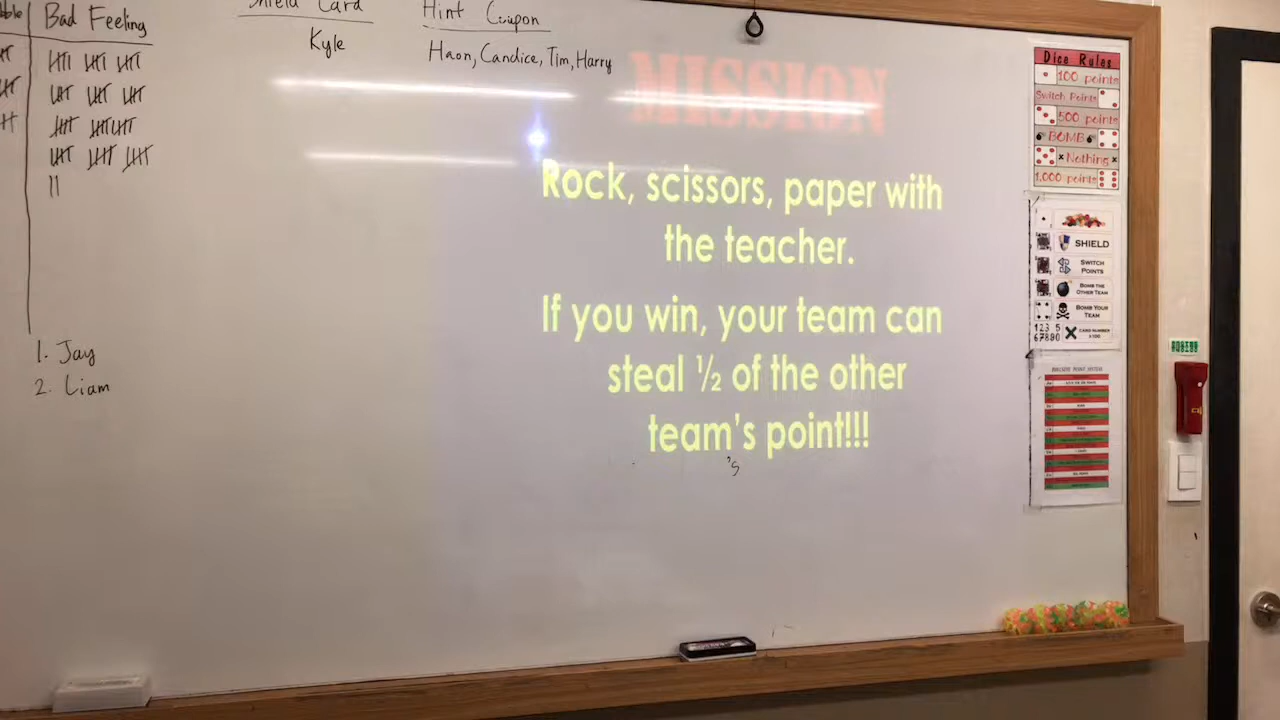 Bad Feeling
Shield Card
Kyle
Hint Coupon
Haon, Candice, Tim, Harry
1. Jay
2. Liam
MISSION
Rock, scissors, paper with
the teacher.
If you win, your team can
steal ½ of the other
team's point!!!
's
Dice Rules
100 points
Switch Points
500 points
BOMB
Nothing
1,000 points
SHIELD
SWITCH
POINTS
BOMB THE
OTHER TEAM
BOMB YOUR
TEAM
123 5
67890